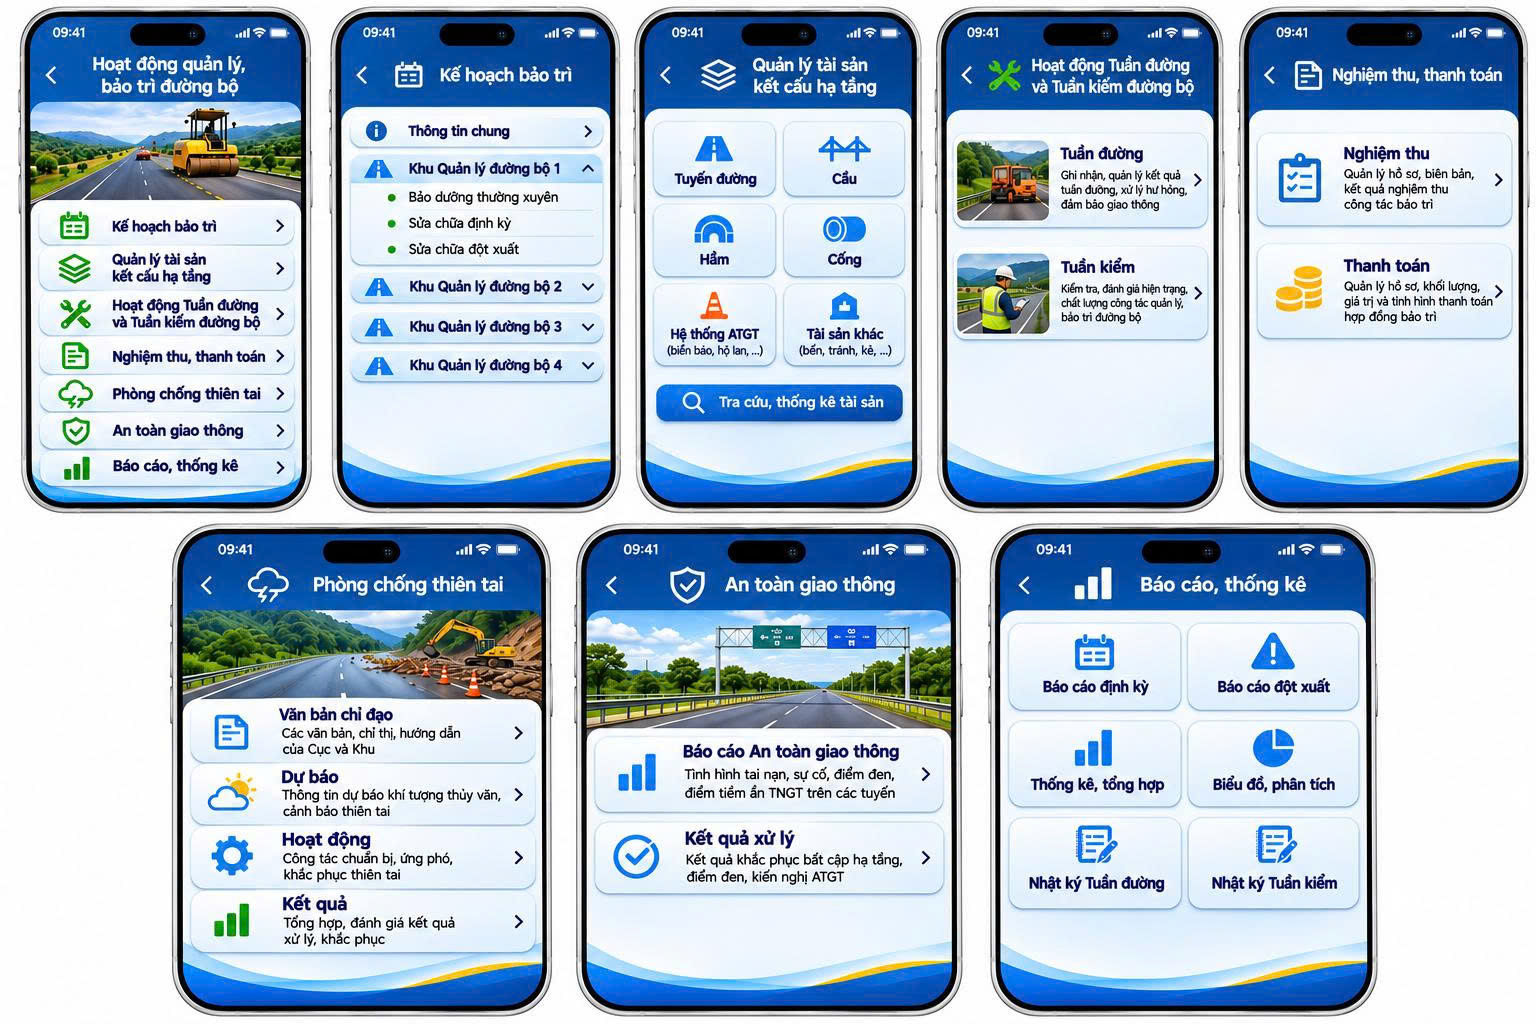 09:41
Hoạt động quản lý,
bảo trì đường bộ
Kế hoạch bảo trì
Quản lý tài sản
kết cấu hạ tầng
Hoạt động Tuần đường
và Tuần kiểm đường bộ
Nghiệm thu, thanh toán
Phòng chống thiên tai
An toàn giao thông
Báo cáo, thống kê
09:41
Kế hoạch bảo trì
Thông tin chung
Khu Quản lý đường bộ 1
Bảo dưỡng thường xuyên
Sửa chữa định kỳ
Sửa chữa đột xuất
Khu Quản lý đường bộ 2
Khu Quản lý đường bộ 3
Khu Quản lý đường bộ 4
09:41
Quản lý tài sản
kết cấu hạ tầng
Tuyến đường
Cầu
Hầm
Cống
Hệ thống ATGT
(biển báo, hộ lan, ...)
Tài sản khác
(bến, tránh, kè, ...)
Tra cứu, thống kê tài sản
09:41
Hoạt động Tuần đường
và Tuần kiểm đường bộ
Tuần đường
Ghi nhận, quản lý kết quả
tuần đường, xử lý hư hỏng,
đảm bảo giao thông
Tuần kiểm
Kiểm tra, đánh giá hiện trạng,
chất lượng công tác quản lý,
bảo trì đường bộ
09:41
Nghiệm thu, thanh toán
Nghiệm thu
Quản lý hồ sơ, biên bản,
kết quả nghiệm thu
công tác bảo trì
Thanh toán
Quản lý hồ sơ, khối lượng,
giá trị và tình hình thanh toán
hợp đồng bảo trì
09:41
Phòng chống thiên tai
Văn bản chỉ đạo
Các văn bản, chỉ thị, hướng dẫn
của Cục và Khu
Dự báo
Thông tin dự báo khí tượng thủy văn,
cảnh báo thiên tai
Hoạt động
Công tác chuẩn bị, ứng phó,
khắc phục thiên tai
Kết quả
Tổng hợp, đánh giá kết quả
xử lý, khắc phục
09:41
An toàn giao thông
Báo cáo An toàn giao thông
Tình hình tai nạn, sự cố, điểm đen,
điểm tiềm ẩn TNGT trên các tuyến
Kết quả xử lý
Kết quả khắc phục bất cập hạ tầng,
điểm đen, kiến nghị ATGT
09:41
Báo cáo, thống kê
Báo cáo định kỳ
Báo cáo đột xuất
Thống kê, tổng hợp
Biểu đồ, phân tích
Nhật ký Tuần đường
Nhật ký Tuần kiểm